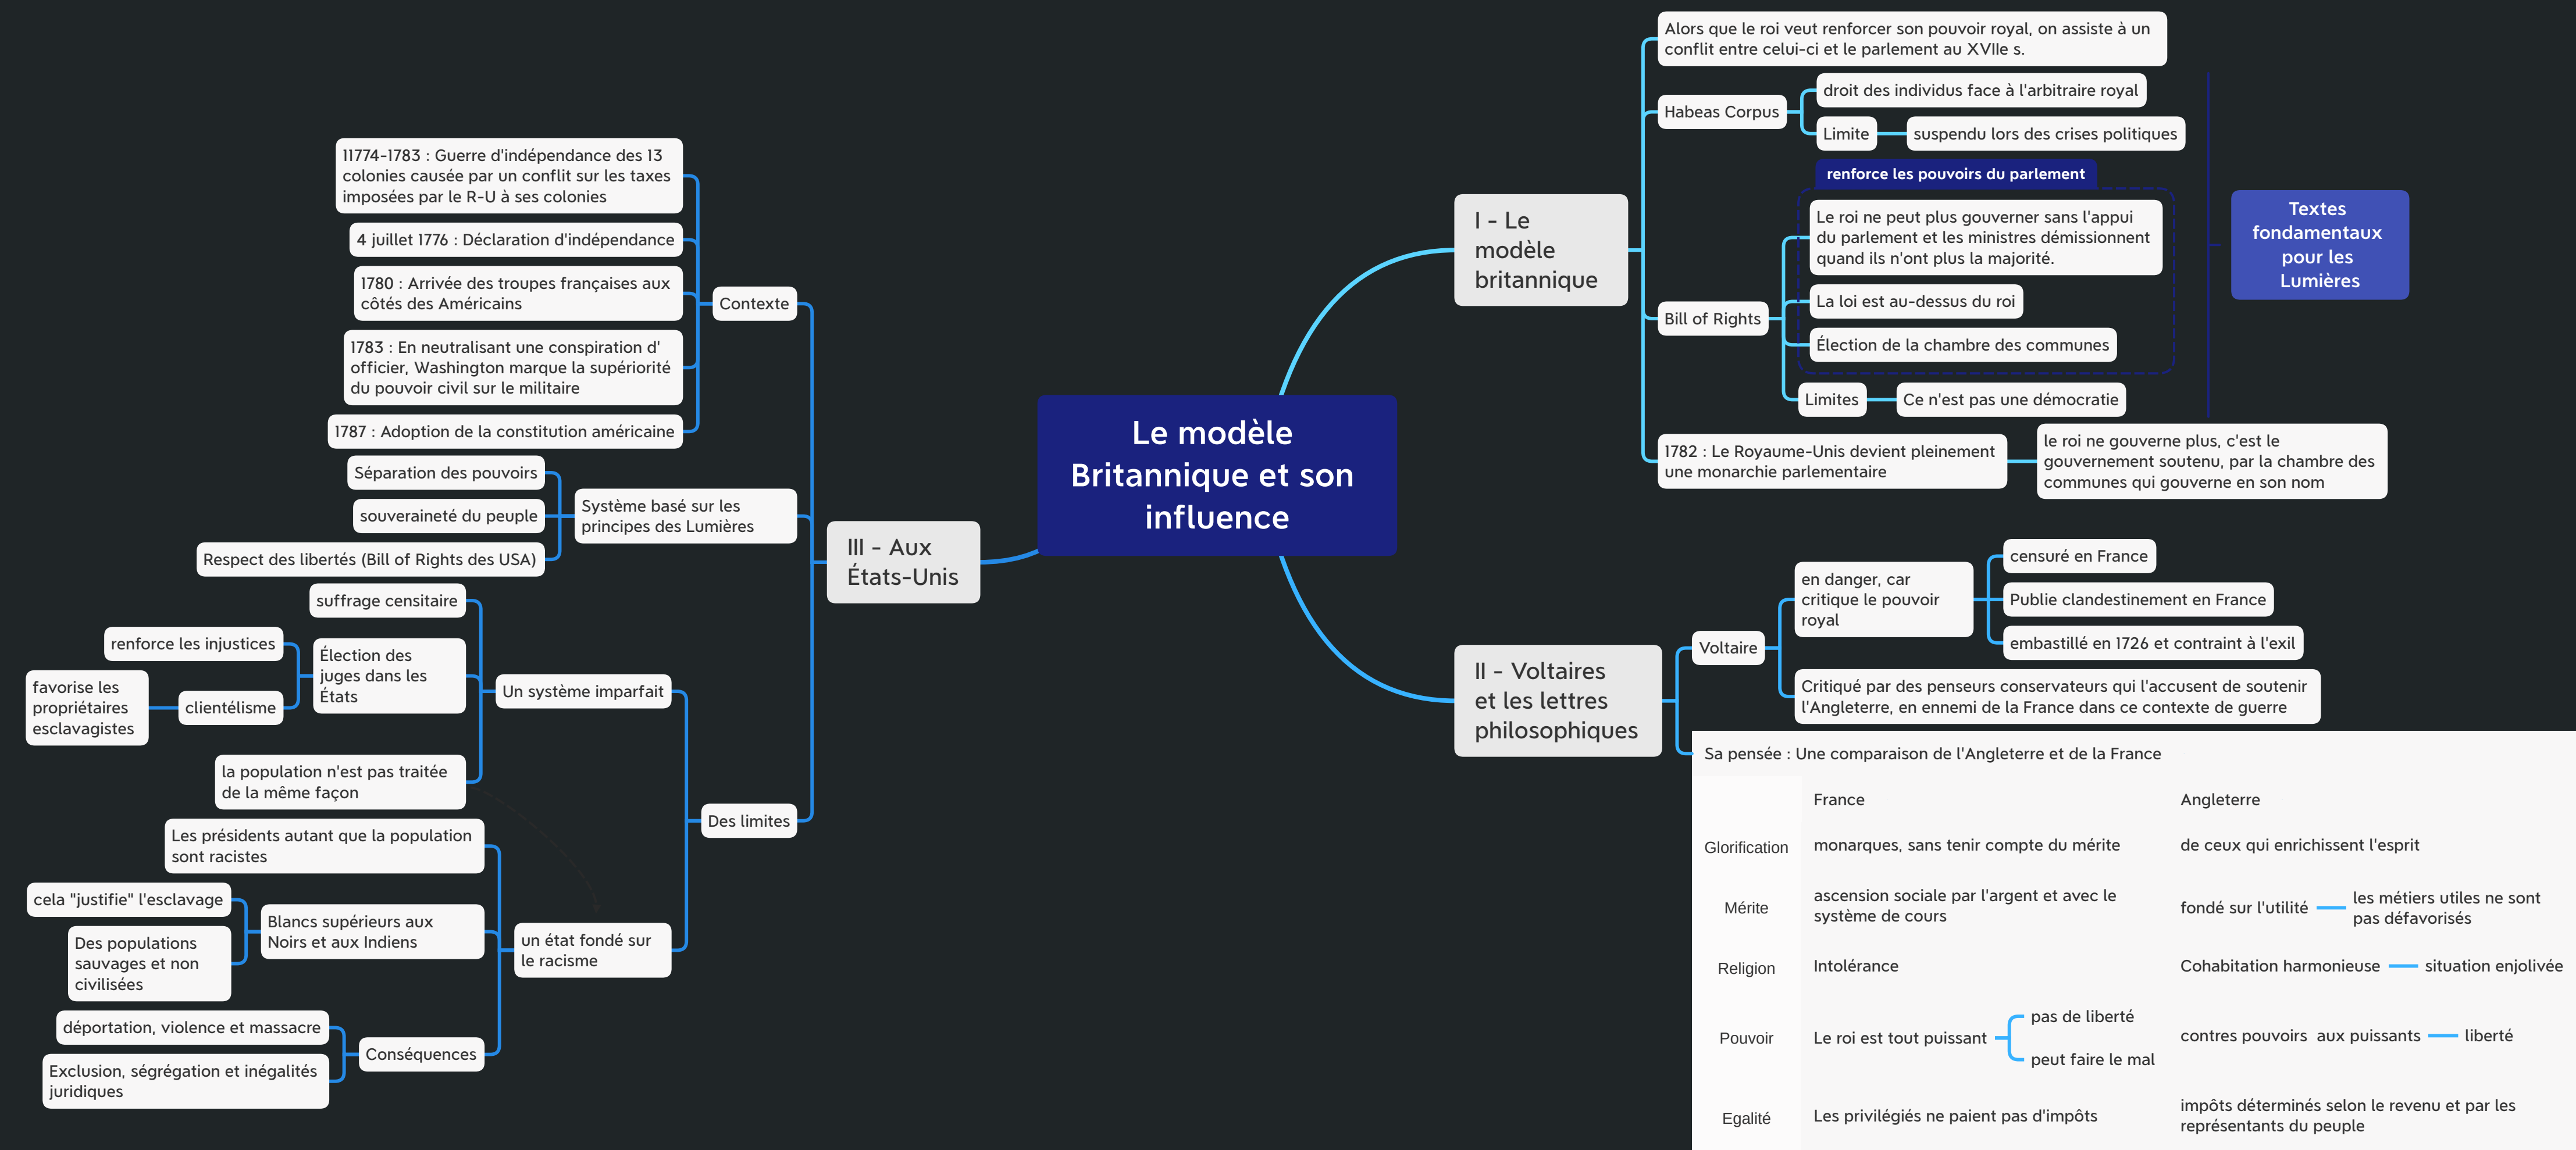 Le modèle
Britannique et son
influence
I - Le
modèle
britannique
Alors que le roi veut renforcer son pouvoir royal, on assiste à un
conflit entre celui-ci et le parlement au XVIIe s.
Habeas Corpus
droit des individus face à l'arbitraire royal
Limite
suspendu lors des crises politiques
renforce les pouvoirs du parlement
Bill of Rights
Le roi ne peut plus gouverner sans l'appui
du parlement et les ministres démissionnent
quand ils n'ont plus la majorité.
La loi est au-dessus du roi
Élection de la chambre des communes
Limites
Ce n'est pas une démocratie
Textes
fondamentaux
pour les
Lumières
1782 : Le Royaume-Unis devient pleinement
une monarchie parlementaire
le roi ne gouverne plus, c'est le
gouvernement soutenu, par la chambre des
communes qui gouverne en son nom
II - Voltaires
et les lettres
philosophiques
Voltaire
en danger, car
critique le pouvoir
royal
censuré en France
Publie clandestinement en France
embastillé en 1726 et contraint à l'exil
Critiqué par des penseurs conservateurs qui l'accusent de soutenir
l'Angleterre, en ennemi de la France dans ce contexte de guerre
Sa pensée : Une comparaison de l'Angleterre et de la France
France
Angleterre
Glorification
monarques, sans tenir compte du mérite
de ceux qui enrichissent l'esprit
Mérite
ascension sociale par l'argent et avec le
système de cours
fondé sur l'utilité
les métiers utiles ne sont
pas défavorisés
Religion
Intolérance
Cohabitation harmonieuse
situation enjolivée
Pouvoir
Le roi est tout puissant
pas de liberté
peut faire le mal
contres pouvoirs  aux puissants
liberté
Egalité
Les privilégiés ne paient pas d'impôts
impôts déterminés selon le revenu et par les
représentants du peuple
III - Aux
États-Unis
Contexte
11774-1783 : Guerre d'indépendance des 13
colonies causée par un conflit sur les taxes
imposées par le R-U à ses colonies
4 juillet 1776 : Déclaration d'indépendance
1780 : Arrivée des troupes françaises aux
côtés des Américains
1783 : En neutralisant une conspiration d'
officier, Washington marque la supériorité
du pouvoir civil sur le militaire
1787 : Adoption de la constitution américaine
Système basé sur les
principes des Lumières
Séparation des pouvoirs
souveraineté du peuple
Respect des libertés (Bill of Rights des USA)
Des limites
Un système imparfait
suffrage censitaire
Élection des
juges dans les
États
renforce les injustices
clientélisme
favorise les
propriétaires
esclavagistes
la population n'est pas traitée
de la même façon
un état fondé sur
le racisme
Les présidents autant que la population
sont racistes
Blancs supérieurs aux
Noirs et aux Indiens
cela "justifie" l'esclavage
Des populations
sauvages et non
civilisées
Conséquences
déportation, violence et massacre
Exclusion, ségrégation et inégalités
juridiques